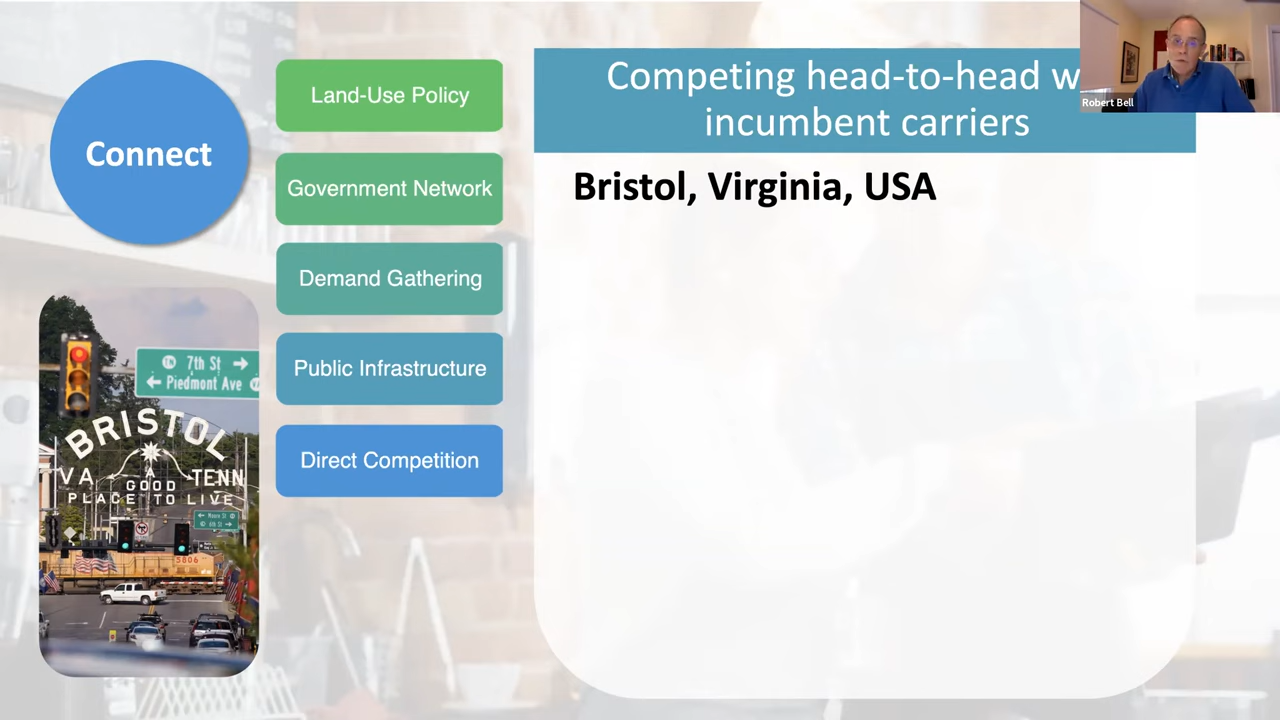 Connect
Land-Use Policy
Government Network
Demand Gathering
Public Infrastructure
Direct Competition
Competing head-to-head w
incumbent carriers
Robert Bell
Bristol, Virginia, USA
7th St →
← Piedmont Ave
BRISTOL
VA TENN
A
GOOD
PLACE TO LIVE
5806